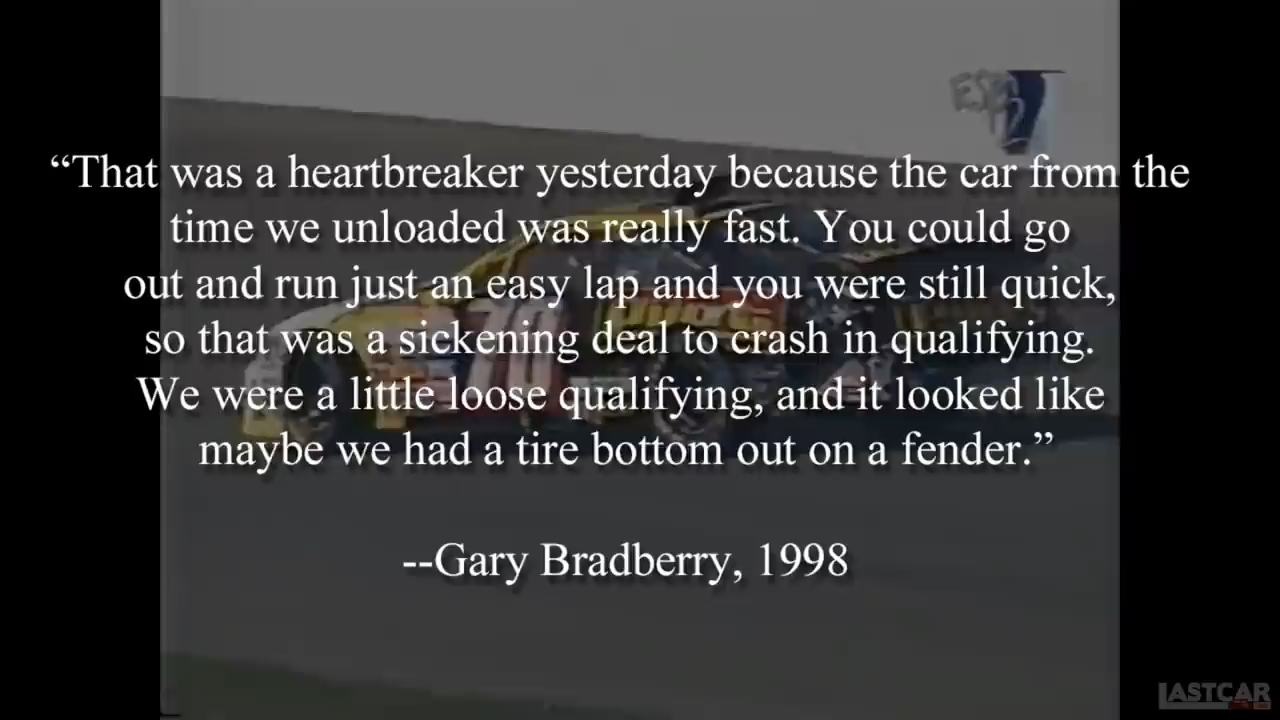 ESPN2
“That was a heartbreaker yesterday because the car from the
time we unloaded was really fast. You could go
out and run just an easy lap and you were still quick,
so that was a sickening deal to crash in qualifying.
We were a little loose qualifying, and it looked like
maybe we had a tire bottom out on a fender.”
--Gary Bradberry, 1998
70
LASTCAR